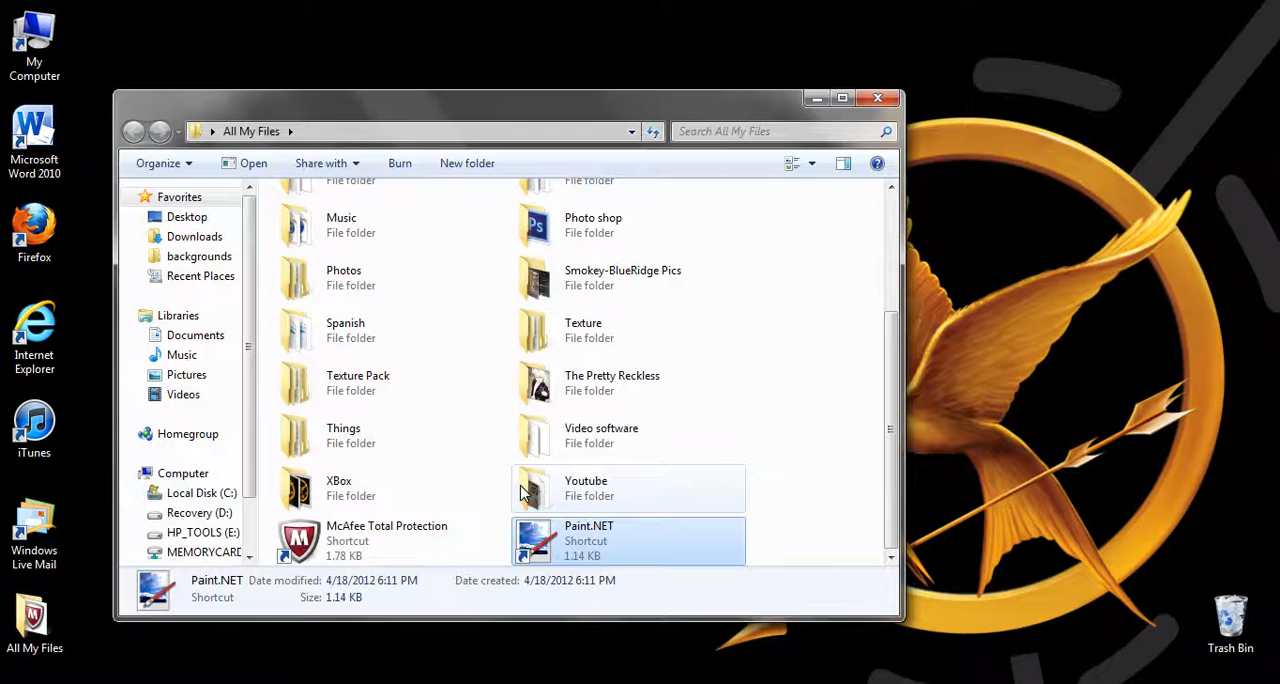 My Computer
Microsoft Word 2010
Firefox
Internet Explorer
iTunes
Windows Live Mail
All My Files
Trash Bin
All My Files
Search All My Files
Organize
Open
Share with
Burn
New folder
Favorites
Desktop
Downloads
backgrounds
Recent Places
Libraries
Documents
Music
Pictures
Videos
Homegroup
Computer
Local Disk (C:)
Recovery (D:)
HP_TOOLS (E:)
MEMORYCARD
File folder
File folder
Music
File folder
Photo shop
File folder
Ps
Photos
File folder
Smokey-BlueRidge Pics
File folder
Spanish
File folder
Texture
File folder
Texture Pack
File folder
The Pretty Reckless
File folder
Things
File folder
Video software
File folder
XBox
File folder
Youtube
File folder
McAfee Total Protection
Shortcut
1.78 KB
Paint.NET
Shortcut
1.14 KB
Paint.NET Date modified: 4/18/2012 6:11 PM Date created: 4/18/2012 6:11 PM
Shortcut Size: 1.14 KB